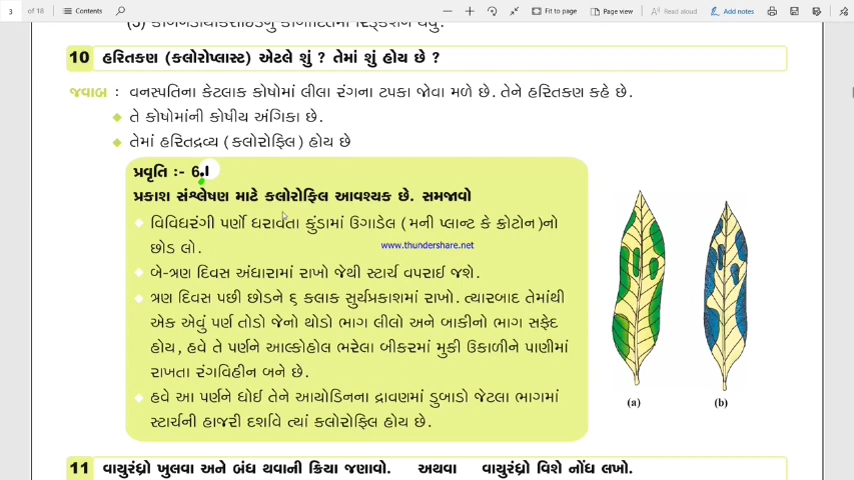 3 of 18
Contents
Fit to page
Page view
Read aloud
Add notes
10 હરિતકણ (ક્લોરોપ્લાસ્ટ) એટલે શું ? તેમાં શું હોય છે ?
જવાબ : વનસ્પતિના કેટલાક કોષોમાં લીલા રંગના ટપકા જોવા મળે છે. તેને હરિતકણ કહે છે.
તે કોષોમાંની કોષીય અંગિકા છે.
તેમાં હરિતદ્રવ્ય (ક્લોરોફિલ) હોય છે
પ્રવૃતિ :- 6.1
પ્રકાશ સંશ્લેષણ માટે ક્લોરોફિલ આવશ્યક છે. સમજાવો
વિવિધરંગી પર્ણો ધરાવતા કુંડામાં ઉગાડેલ (મની પ્લાન્ટ કે ક્રોટોન)નો
છોડ લો.
www.thundershare.net
બે-ત્રણ દિવસ અંધારામાં રાખો જેથી સ્ટાર્ચ વપરાઈ જશે.
ત્રણ દિવસ પછી છોડને ૬ કલાક સુર્યપ્રકાશમાં રાખો. ત્યારબાદ તેમાંથી
એક એવું પર્ણ તોડો જેનો થોડો ભાગ લીલો અને બાકીનો ભાગ સફેદ
હોય, હવે તે પર્ણને આલ્કોહોલ ભરેલા બીકરમાં મુકી ઉકાળીને પાણીમાં
રાખતા રંગવિહીન બને છે.
હવે આ પર્ણને ધોઈ તેને આયોડિનના દ્રાવણમાં ડુબાડો જેટલા ભાગમાં
સ્ટાર્ચની હાજરી દર્શાવે ત્યાં ક્લોરોફિલ હોય છે.
(a)
(b)
11 વાયુરંધ્રો ખુલવા અને બંધ થવાની ક્રિયા જણાવો. અથવા વાયુરંધ્રો વિશે નોંધ લખો.